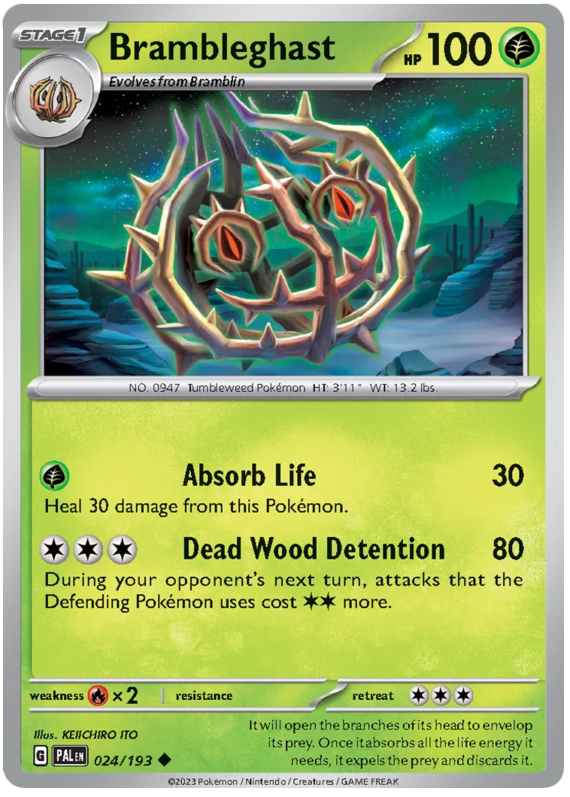 STAGE1
Brambleghast
HP 100
Evolves from Bramblin
NO. 0947 Tumbleweed Pokémon HT: 3'11" WT: 13.2 lbs.
Absorb Life 30
Heal 30 damage from this Pokémon.
Dead Wood Detention 80
During your opponent's next turn, attacks that the
Defending Pokémon uses cost more.
weakness ×2 resistance retreat
Illus. KEIICHIRO ITO
G PAL EN 024/193
It will open the branches of its head to envelop
its prey. Once it absorbs all the life energy it
needs, it expels the prey and discards it.
©2023 Pokémon / Nintendo / Creatures / GAME FREAK